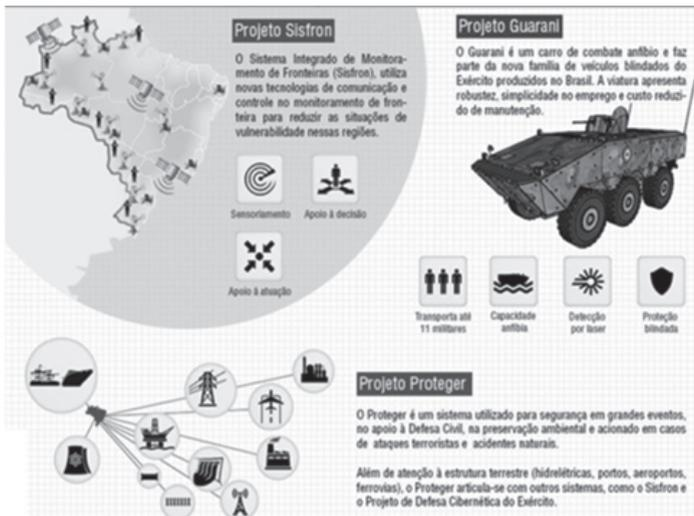 Projeto Sisfron
O Sistema Integrado de Monitora-
mento de Fronteiras (Sisfron), utiliza
novas tecnologias de comunicação e
controle no monitoramento de fron-
teira para reduzir as situações de
vulnerabilidade nessas regiões.
Sensoriamento
Apoio à decisão
Apoio à atuação
Projeto Guarani
O Guarani é um carro de combate anfíbio e faz
parte da nova família de veículos blindados do
Exército produzidos no Brasil. A viatura apresenta
robustez, simplicidade no emprego e custo reduzi-
do de manutenção.
Transporta até
11 militares
Capacidade
anfíbia
Detecção
por laser
Proteção
blindada
Projeto Proteger
O Proteger é um sistema utilizado para segurança em grandes eventos,
no apoio à Defesa Civil, na preservação ambiental e acionado em casos
de ataques terroristas e acidentes naturais.
Além de atenção à estrutura terrestre (hidrelétricas, portos, aeroportos,
ferrovias), o Proteger articula-se com outros sistemas, como o Sisfron e
o Projeto de Defesa Cibernética do Exército.